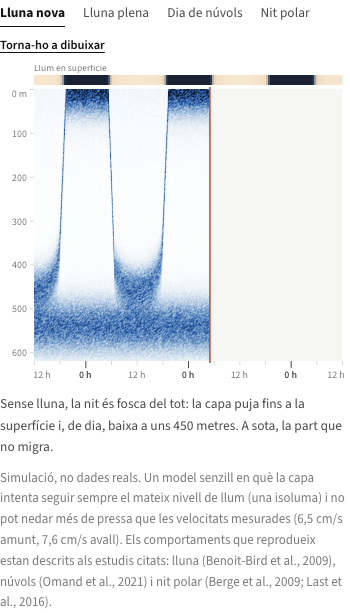 Lluna nova Lluna plena Dia de núvols Nit polar
Torna-ho a dibuixar
Llum en superfície
0 m
100
200
300
400
500
600
12 h 0 h 12 h 0 h 12 h 0 h 12 h
Sense lluna, la nit és fosca del tot: la capa puja fins a la
superfície i, de dia, baixa a uns 450 metres. A sota, la part que
no migra.
Simulació, no dades reals. Un model senzill en què la capa
intenta seguir sempre el mateix nivell de llum (una isoluma) i no
pot nedar més de pressa que les velocitats mesurades (6,5 cm/s
amunt, 7,6 cm/s avall). Els comportaments que reprodueix
estan descrits als estudis citats: lluna (Benoit-Bird et al., 2009),
núvols (Omand et al., 2021) i nit polar (Berge et al., 2009; Last et
al., 2016).